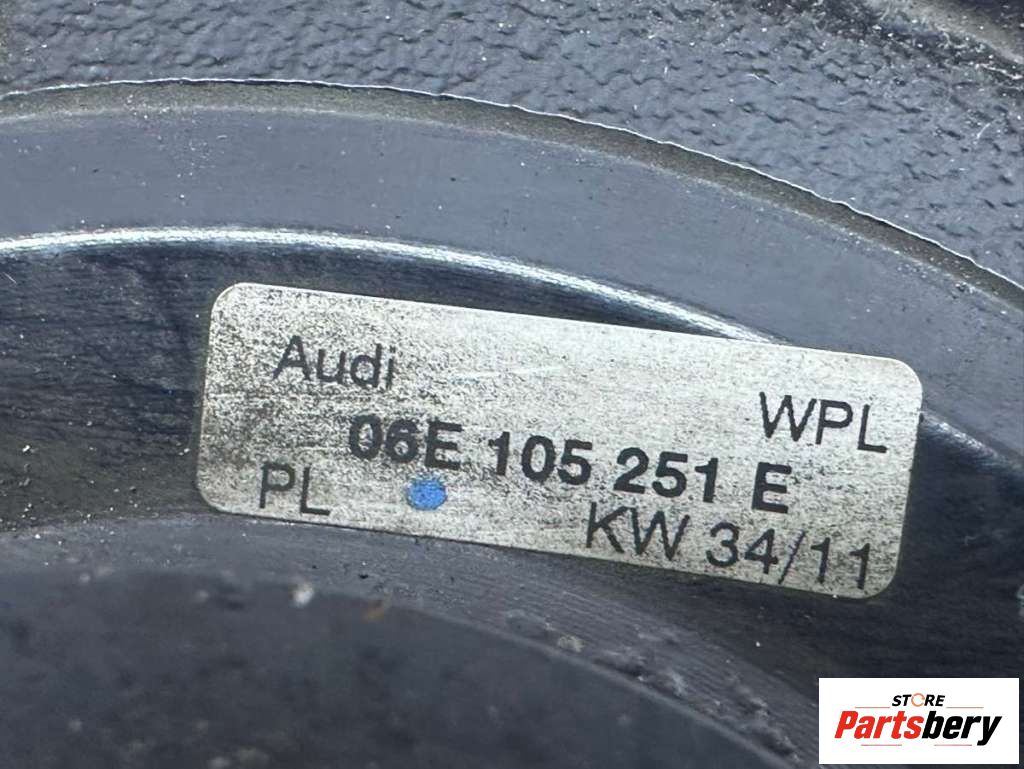 Audi
WPL
06E 105 251 E
PL
KW 34/11
STORE
Partsbery